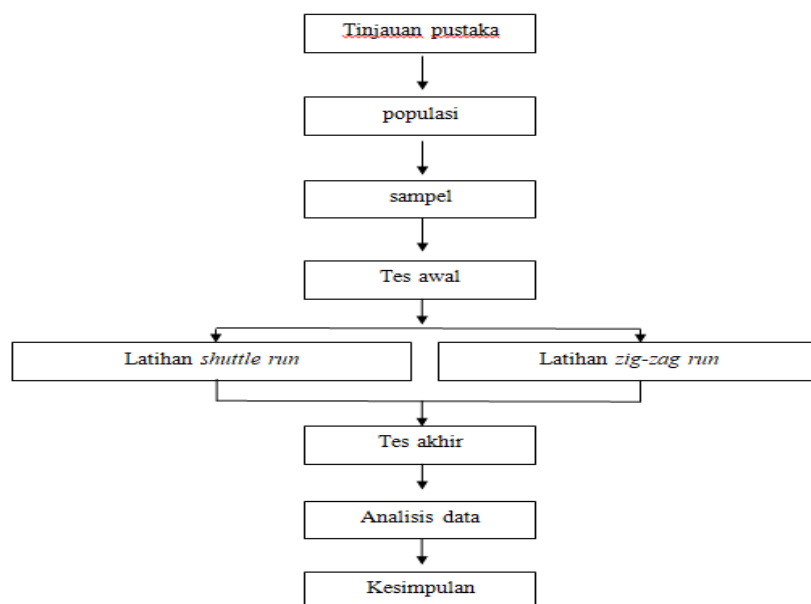 Tinjauan pustaka
populasi
sampel
Tes awal
Latihan shuttle run
Latihan zig-zag run
Tes akhir
Analisis data
Kesimpulan